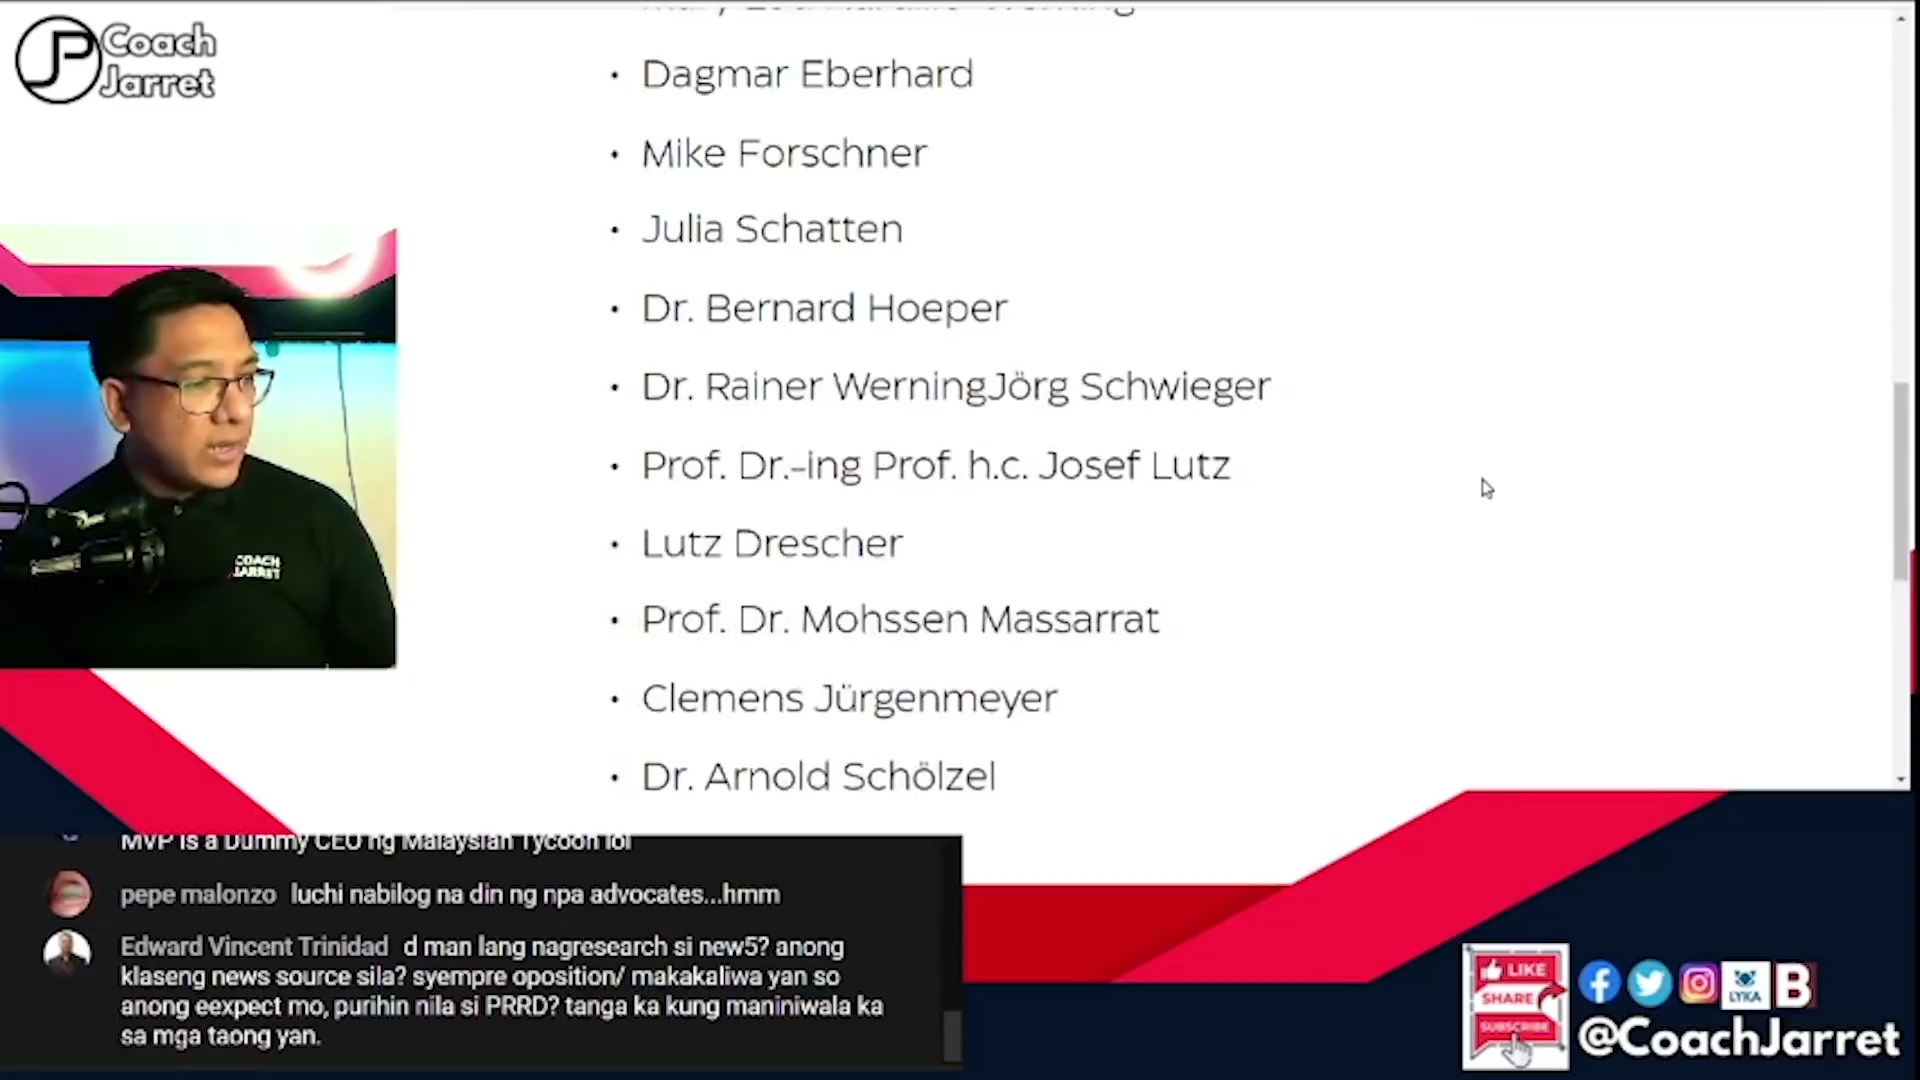 Coach
Jarret
• Dagmar Eberhard
• Mike Forschner
• Julia Schatten
• Dr. Bernard Hoeper
• Dr. Rainer WerningJörg Schwieger
• Prof. Dr.-ing Prof. h.c. Josef Lutz
• Lutz Drescher
• Prof. Dr. Mohssen Massarrat
• Clemens Jürgenmeyer
• Dr. Arnold Schölzel
COACH
JARRET
MVP is a Dummy CEO ng Malaysian Tycoon lol
pepe malonzo luchi nabilog na din ng npa advocates...hmm
Edward Vincent Trinidad d man lang nagresearch si new5? anong
klaseng news source sila? syempre oposition/ makakaliwa yan so
anong eexpect mo, purihin nila si PRRD? tanga ka kung maniniwala ka
sa mga taong yan.
LIKE
SHARE
SUBSCRIBE
LYKA
B
@CoachJarret